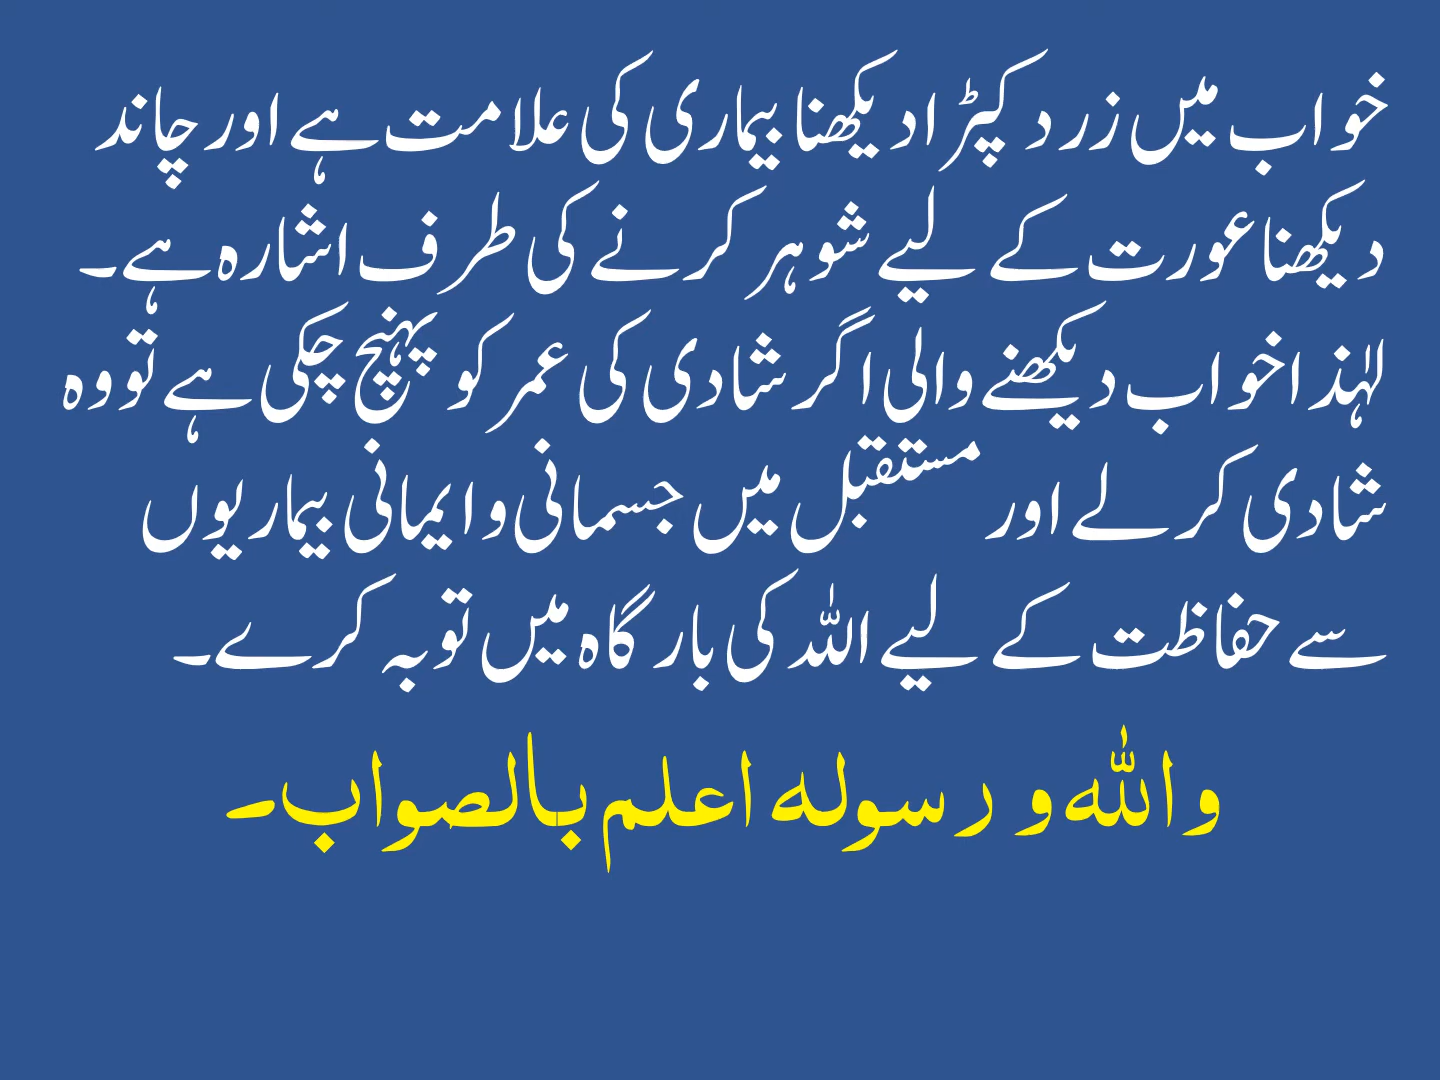 خواب میں زرد کپڑا دیکھنا بیماری کی علامت ہے اور چاند
دیکھنا عورت کے لیے شوہر کرنے کی طرف اشارہ ہے۔
لہٰذا خواب دیکھنے والی اگر شادی کی عمر کو پہنچ چکی ہے تو وہ
شادی کرلے اور مستقبل میں جسمانی و ایمانی بیماریوں
سے حفاظت کے لیے اللہ کی بارگاہ میں توبہ کرے۔
واللہ و رسولہ اعلم بالصواب۔